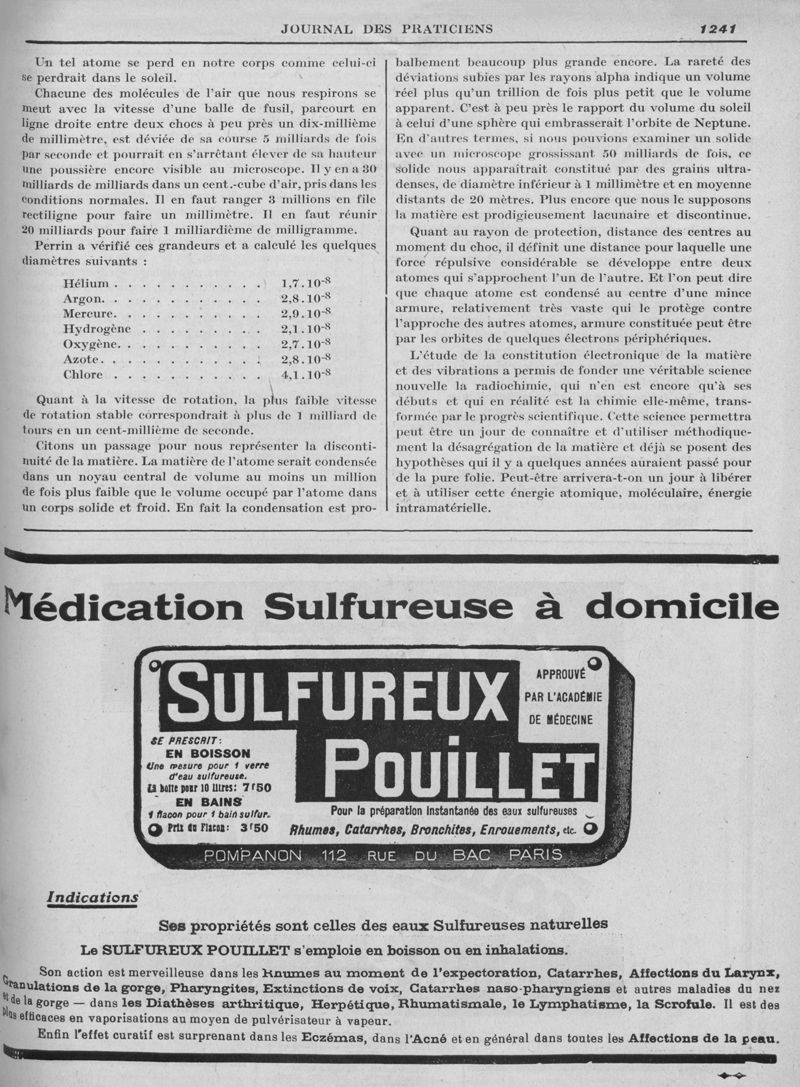 JOURNAL DES PRATICIENS
1241
Un tel atome se perd en notre corps comme celui-ci
se perdrait dans le soleil.
Chacune des molécules de l'air que nous respirons se
meut avec la vitesse d'une balle de fusil, parcourt en
ligne droite entre deux chocs à peu près un dix-millième
de millimètre, est déviée de sa course 5 milliards de fois
par seconde et pourrait en s'arrêtant élever de sa hauteur
une poussière encore visible au microscope. Il y en a 30
milliards de milliards dans un cent.-cube d'air, pris dans les
conditions normales. Il en faut ranger 3 millions en file
rectiligne pour faire un millimètre. Il en faut réunir
20 milliards pour faire 1 milliardième de milligramme.
Perrin a vérifié ces grandeurs et a calculé les quelques
diamètres suivants :
Hélium . . . . . . . . . . . 1,7.10-8
Argon. . . . . . . . . . . . 2,8.10-8
Mercure. . . . . . . . . . . 2,9.10-8
Hydrogène . . . . . . . . . 2,1.10-8
Oxygène. . . . . . . . . . . 2,7.10-8
Azote. . . . . . . . . . . . 2,8.10-8
Chlore . . . . . . . . . . . 4,1.10-8
Quant à la vitesse de rotation, la plus faible vitesse
de rotation stable correspondrait à plus de 1 milliard de
tours en un cent-millième de seconde.
Citons un passage pour nous représenter la disconti-
nuité de la matière. La matière de l'atome serait condensée
dans un noyau central de volume au moins un million
de fois plus faible que le volume occupé par l'atome dans
un corps solide et froid. En fait la condensation est pro-
balbement beaucoup plus grande encore. La rareté des
déviations subies par les rayons alpha indique un volume
réel plus qu'un trillion de fois plus petit que le volume
apparent. C'est à peu près le rapport du volume du soleil
à celui d'une sphère qui embrasserait l'orbite de Neptune.
En d'autres termes, si nous pouvions examiner un solide
avec un microscope grossissant 50 milliards de fois, ce
solide nous apparaîtrait constitué par des grains ultra-
denses, de diamètre inférieur à 1 millimètre et en moyenne
distants de 20 mètres. Plus encore que nous le supposons
la matière est prodigieusement lacunaire et discontinue.
Quant au rayon de protection, distance des centres au
moment du choc, il définit une distance pour laquelle une
force répulsive considérable se développe entre deux
atomes qui s'approchent l'un de l'autre. Et l'on peut dire
que chaque atome est condensé au centre d'une mince
armure, relativement très vaste qui le protège contre
l'approche des autres atomes, armure constituée peut être
par les orbites de quelques électrons périphériques.
L'étude de la constitution électronique de la matière
et des vibrations a permis de fonder une véritable science
nouvelle la radiochimie, qui n'en est encore qu'à ses
débuts et qui en réalité est la chimie elle-même, trans-
formée par le progrès scientifique. Cette science permettra
peut être un jour de connaître et d'utiliser méthodique-
ment la désagrégation de la matière et déjà se posent des
hypothèses qui il y a quelques années auraient passé pour
de la pure folie. Peut-être arrivera-t-on un jour à libérer
et à utiliser cette énergie atomique, moléculaire, énergie
intramatérielle.
Médication Sulfureuse à domicile
SULFUREUX
POUILLET
APPROUVÉ
PAR L'ACADÉMIE
DE MÉDECINE
SE PRESCRIT:
EN BOISSON
Une mesure pour 1 verre
d'eau sulfureuse.
La boîte pour 10 litres: 7f50
EN BAINS
1 flacon pour 1 bain sulfur.
Prix du Flacon: 3f50
Pour la préparation instantanée des eaux sulfureuses
Rhumes, Catarrhes, Bronchites, Enrouements, etc.
POMPANON 112 RUE DU BAC PARIS
Indications
Ses propriétés sont celles des eaux Sulfureuses naturelles
Le SULFUREUX POUILLET s'emploie en boisson ou en inhalations.
Son action est merveilleuse dans les Rhumes au moment de l'expectoration, Catarrhes, Affections du Larynx,
Granulations de la gorge, Pharyngites, Extinctions de voix, Catarrhes naso-pharyngiens et autres maladies du nez
et de la gorge — dans les Diathèses arthritique, Herpétique, Rhumatismale, le Lymphatisme, la Scrofule. Il est des
plus efficaces en vaporisations au moyen de pulvérisateur à vapeur.
Enfin l'effet curatif est surprenant dans les Eczémas, dans l'Acné et en général dans toutes les Affections de la peau.